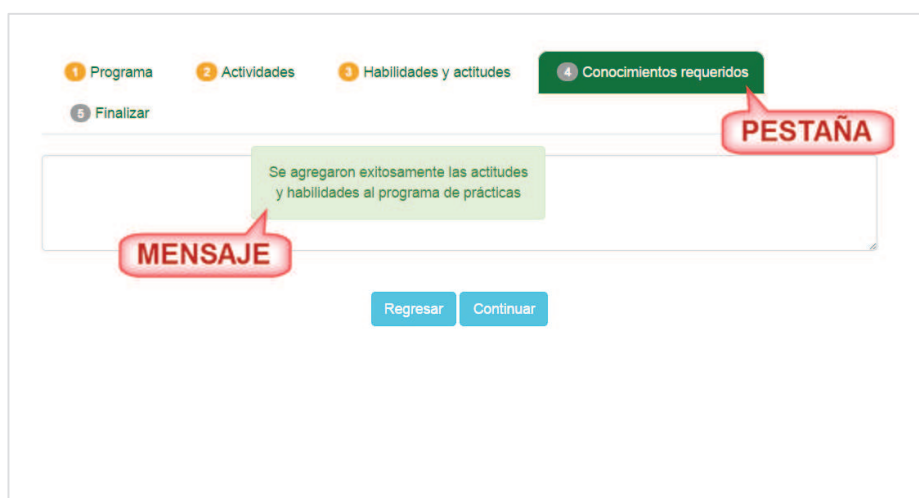 1 Programa
2 Actividades
3 Habilidades y actitudes
4 Conocimientos requeridos
5 Finalizar
PESTAÑA
Se agregaron exitosamente las actitudes
y habilidades al programa de prácticas
MENSAJE
Regresar
Continuar